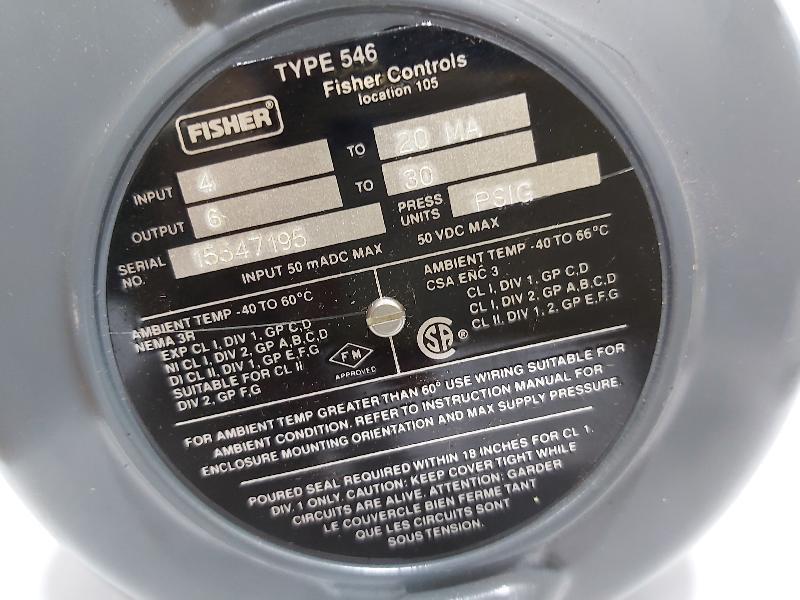 TYPE 546
Fisher Controls
location 105
FISHER®
INPUT 4 TO 20 MA
OUTPUT 6 TO 30 PRESS UNITS PSIG
SERIAL NO. 15347195
INPUT 50 mADC MAX 50 VDC MAX
AMBIENT TEMP -40 TO 60°C
NEMA 3R
EXP CL I, DIV 1, GP C,D
NI CL I, DIV 2, GP A,B,C,D
DI CL II, DIV 1, GP E,F,G
SUITABLE FOR CL II
DIV 2, GP F,G
FM
APPROVED
AMBIENT TEMP -40 TO 66°C
CSA ENC 3
CL I, DIV 1, GP C,D
CL I, DIV 2, GP A,B,C,D
CL II, DIV 1, 2, GP E,F,G
SA®
FOR AMBIENT TEMP GREATER THAN 60° USE WIRING SUITABLE FOR
AMBIENT CONDITION. REFER TO INSTRUCTION MANUAL FOR
ENCLOSURE MOUNTING ORIENTATION AND MAX SUPPLY PRESSURE.
POURED SEAL REQUIRED WITHIN 18 INCHES FOR CL 1.
DIV. 1 ONLY. CAUTION: KEEP COVER TIGHT WHILE
CIRCUITS ARE ALIVE. ATTENTION: GARDER
LE COUVERCLE BIEN FERME TANT
QUE LES CIRCUITS SONT
SOUS TENSION.